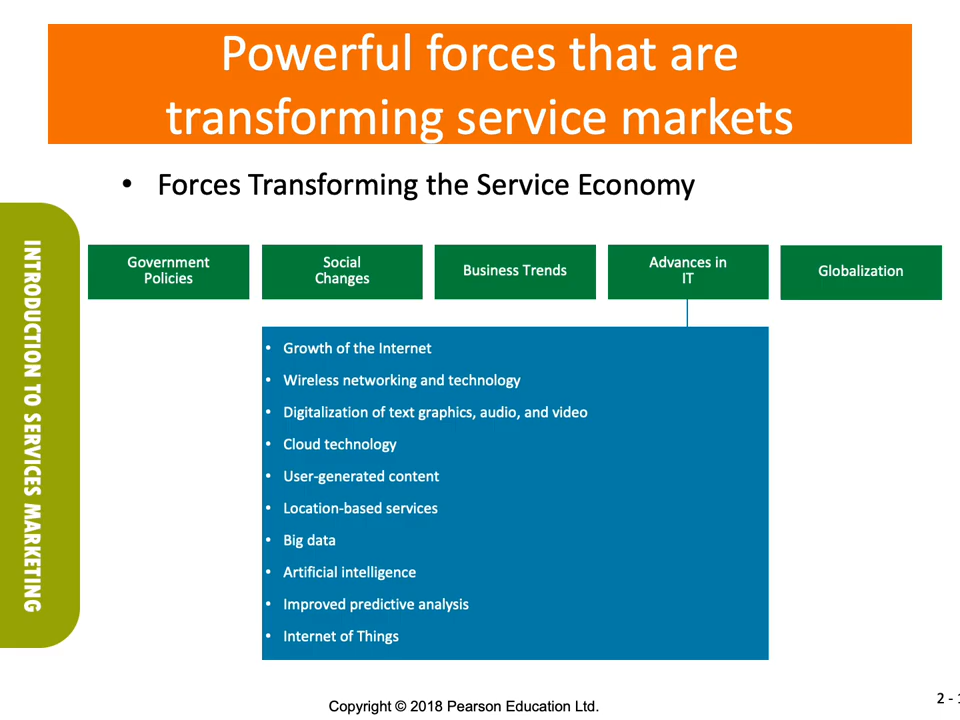 Powerful forces that are
transforming service markets
• Forces Transforming the Service Economy
INTRODUCTION TO SERVICES MARKETING
Government
Policies
Social
Changes
Business Trends
Advances in
IT
Globalization
• Growth of the Internet
• Wireless networking and technology
• Digitalization of text graphics, audio, and video
• Cloud technology
• User-generated content
• Location-based services
• Big data
• Artificial intelligence
• Improved predictive analysis
• Internet of Things
Copyright © 2018 Pearson Education Ltd.
2 -